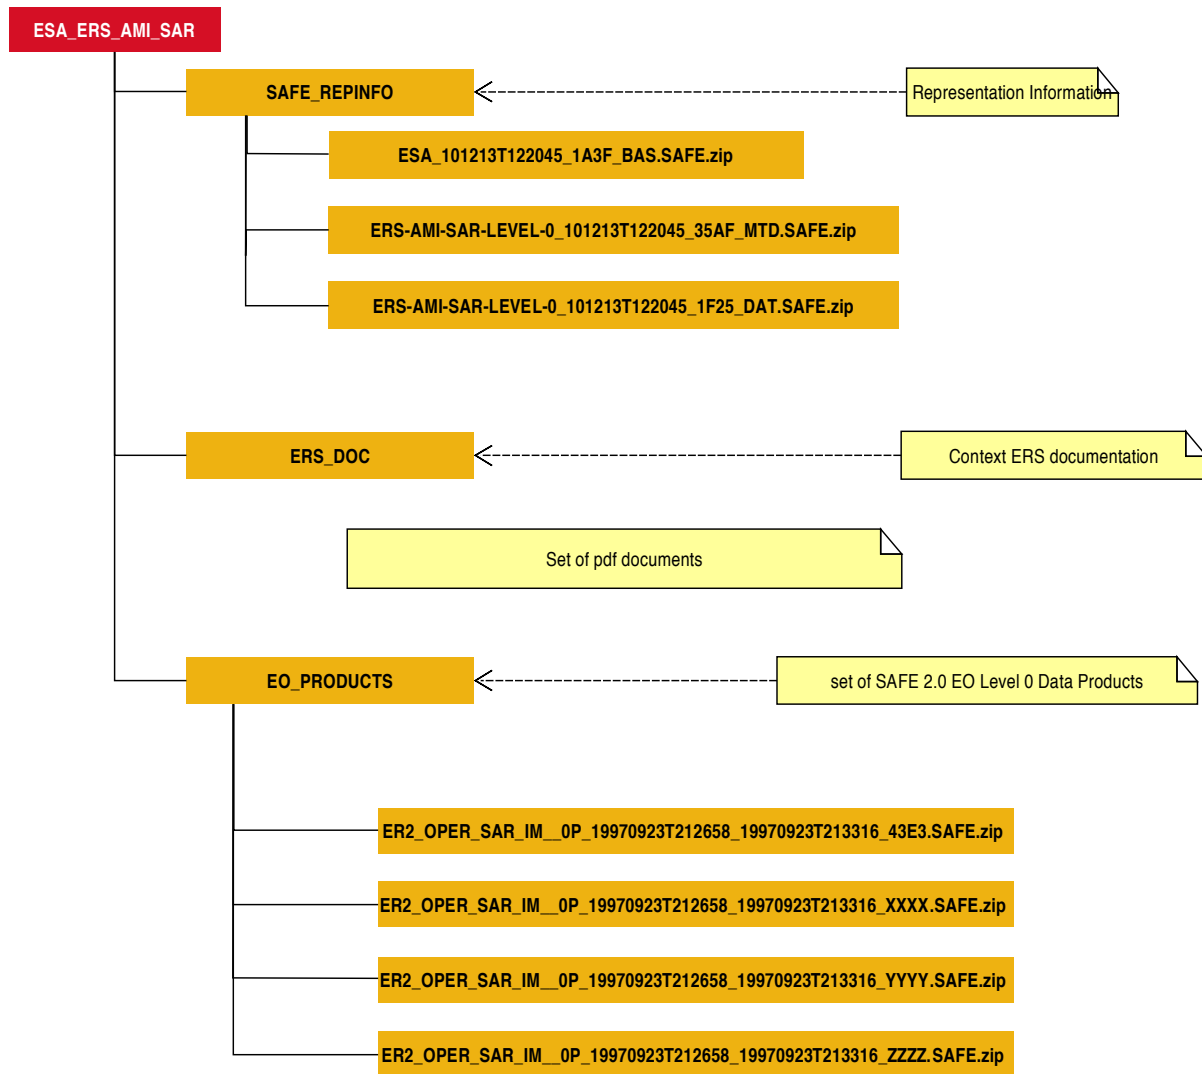 ESA_ERS_AMI_SAR
SAFE_REPINFO
Representation Information
ESA_101213T122045_1A3F_BAS.SAFE.zip
ERS-AMI-SAR-LEVEL-0_101213T122045_35AF_MTD.SAFE.zip
ERS-AMI-SAR-LEVEL-0_101213T122045_1F25_DAT.SAFE.zip
ERS_DOC
Context ERS documentation
Set of pdf documents
EO_PRODUCTS
set of SAFE 2.0 EO Level 0 Data Products
ER2_OPER_SAR_IM__0P_19970923T212658_19970923T213316_43E3.SAFE.zip
ER2_OPER_SAR_IM__0P_19970923T212658_19970923T213316_XXXX.SAFE.zip
ER2_OPER_SAR_IM__0P_19970923T212658_19970923T213316_YYYY.SAFE.zip
ER2_OPER_SAR_IM__0P_19970923T212658_19970923T213316_ZZZZ.SAFE.zip